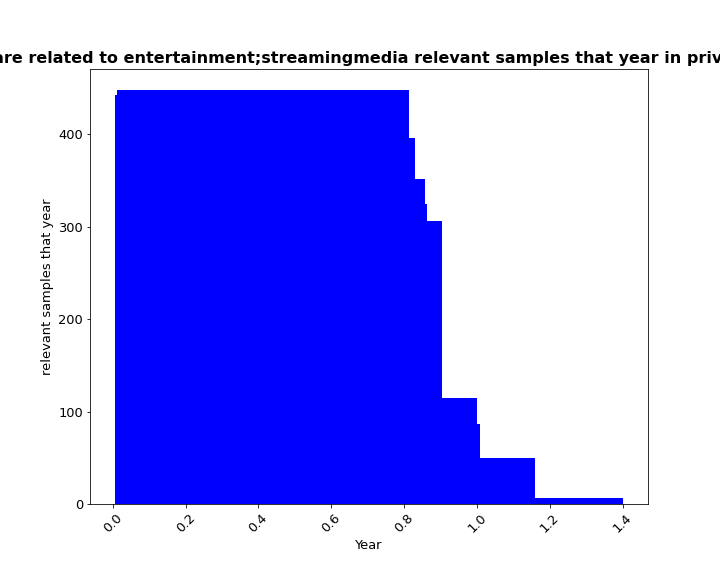 are related to entertainment;streamingmedia relevant samples that year in priv
relevant samples that year
400
300
200
100
0
0.0 0.2 0.4 0.6 0.8 1.0 1.2 1.4
Year